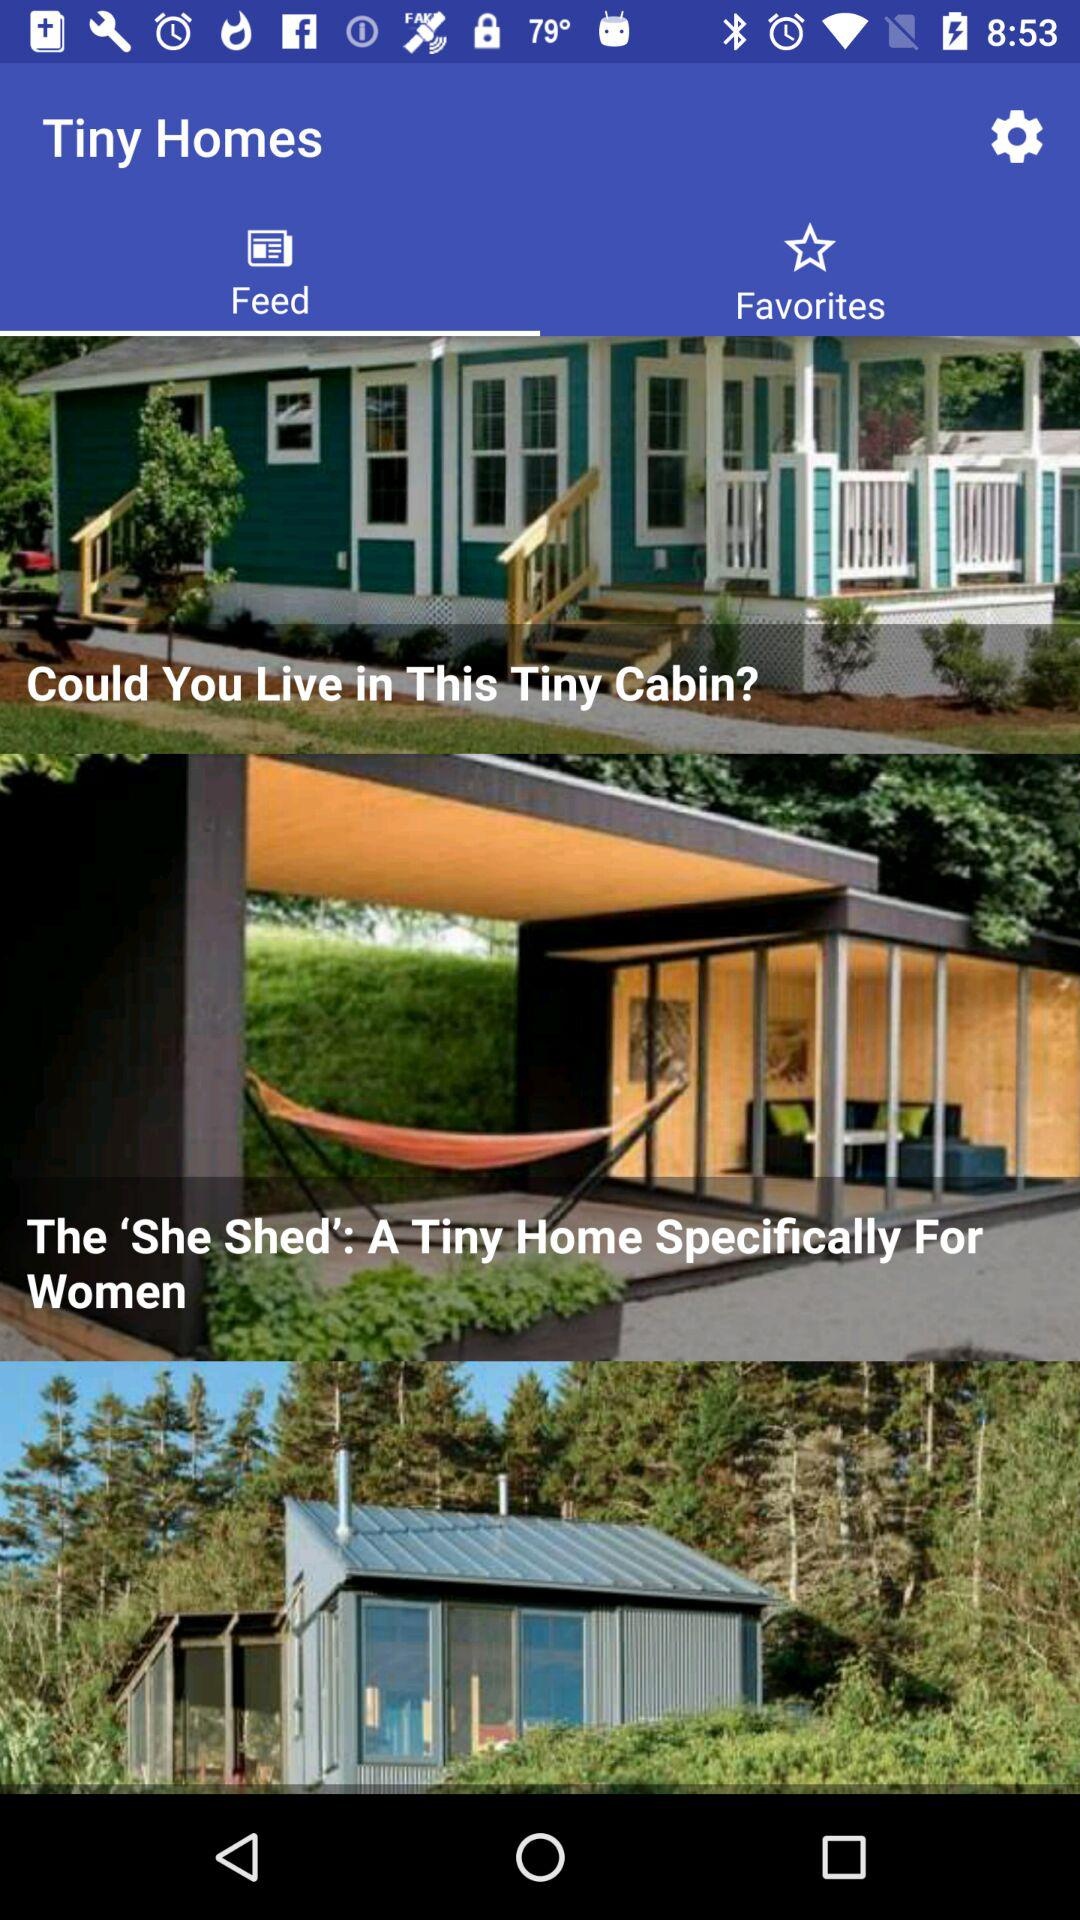 FAKE 79° 8:53
Tiny Homes
Feed
Favorites
Could You Live in This Tiny Cabin?
The ‘She Shed’: A Tiny Home Specifically For
Women